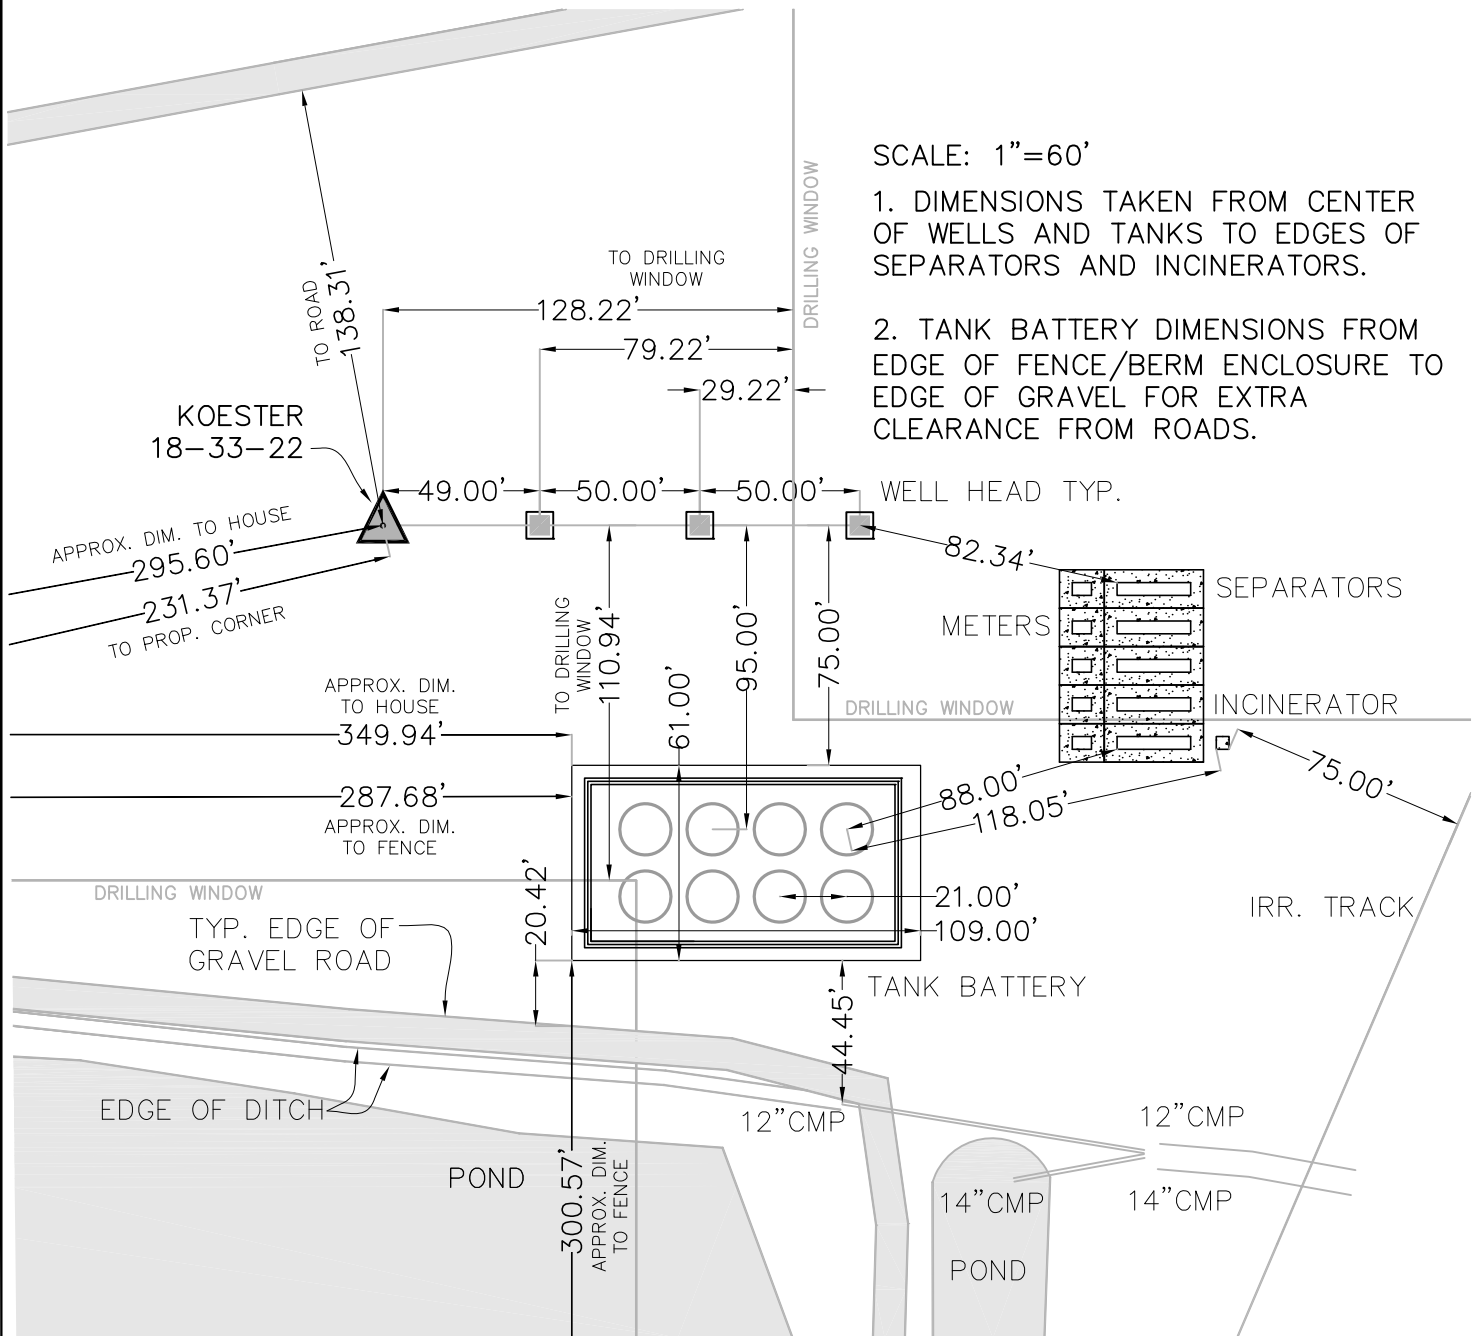 SCALE: 1"=60'
1. DIMENSIONS TAKEN FROM CENTER
OF WELLS AND TANKS TO EDGES OF
SEPARATORS AND INCINERATORS.
2. TANK BATTERY DIMENSIONS FROM
EDGE OF FENCE/BERM ENCLOSURE TO
EDGE OF GRAVEL FOR EXTRA
CLEARANCE FROM ROADS.
DRILLING WINDOW
TO DRILLING
WINDOW
128.22'
79.22'
29.22'
TO ROAD
138.31'
KOESTER
18-33-22
49.00'
50.00'
50.00'
WELL HEAD TYP.
APPROX. DIM. TO HOUSE
295.60'
231.37'
TO PROP. CORNER
82.34'
SEPARATORS
METERS
INCINERATOR
TO DRILLING
WINDOW
110.94'
61.00'
95.00'
75.00'
DRILLING WINDOW
APPROX. DIM.
TO HOUSE
349.94'
287.68'
APPROX. DIM.
TO FENCE
88.00'
118.05'
75.00'
DRILLING WINDOW
20.42'
21.00'
109.00'
IRR. TRACK
TYP. EDGE OF
GRAVEL ROAD
TANK BATTERY
44.45'
EDGE OF DITCH
12"CMP
12"CMP
POND
300.57'
APPROX. DIM.
TO FENCE
14"CMP
14"CMP
POND